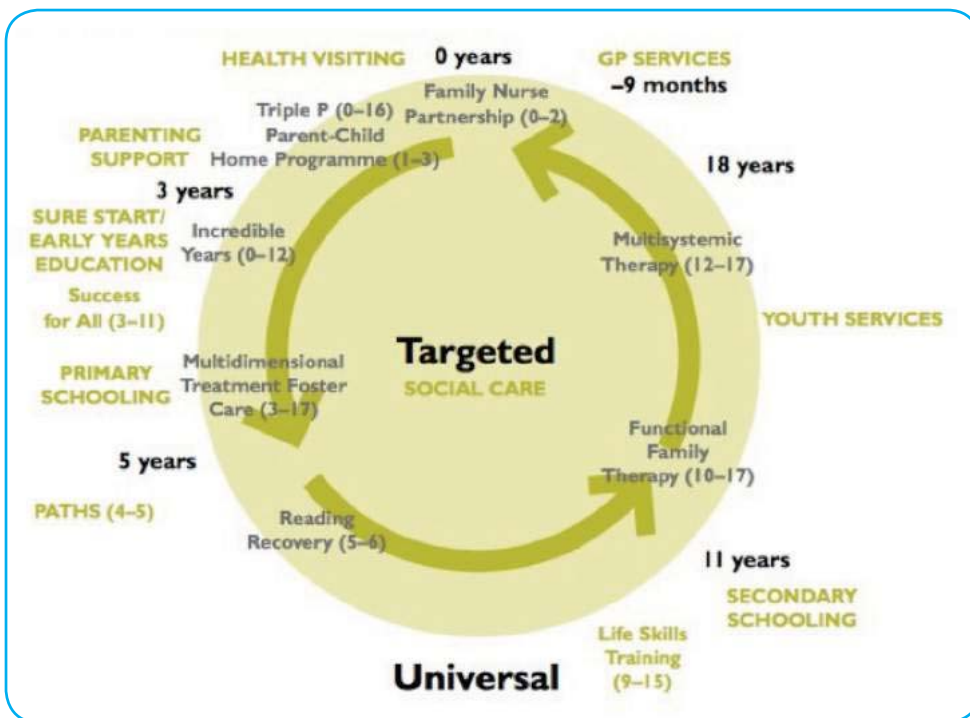 HEALTH VISITING
0 years
GP SERVICES
–9 months
Family Nurse
Partnership (0–2)
Triple P (0–16)
Parent-Child
Home Programme (1–3)
PARENTING
SUPPORT
18 years
3 years
SURE START/
EARLY YEARS
EDUCATION
Incredible
Years (0–12)
Multisystemic
Therapy (12–17)
Success
for All (3–11)
YOUTH SERVICES
Targeted
SOCIAL CARE
PRIMARY
SCHOOLING
Multidimensional
Treatment Foster
Care (3–17)
Functional
Family
Therapy (10–17)
5 years
PATHS (4–5)
Reading
Recovery (5–6)
11 years
SECONDARY
SCHOOLING
Life Skills
Training
(9–15)
Universal